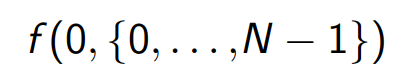 f(0, {0, . . . ,N − 1})